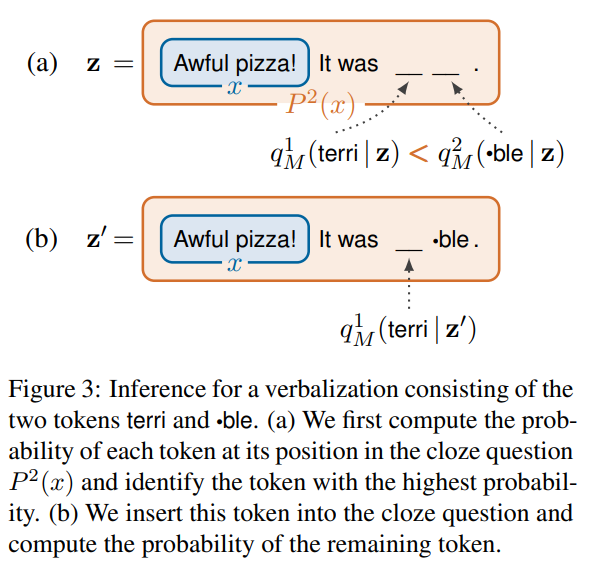 (a) z = Awful pizza! It was __ __ .
x
P²(x)
q¹_M(terri | z) < q²_M(•ble | z)
(b) z′ = Awful pizza! It was __ •ble .
x
q¹_M(terri | z′)
Figure 3: Inference for a verbalization consisting of the
two tokens terri and •ble. (a) We first compute the prob-
ability of each token at its position in the cloze question
P²(x) and identify the token with the highest probabil-
ity. (b) We insert this token into the cloze question and
compute the probability of the remaining token.